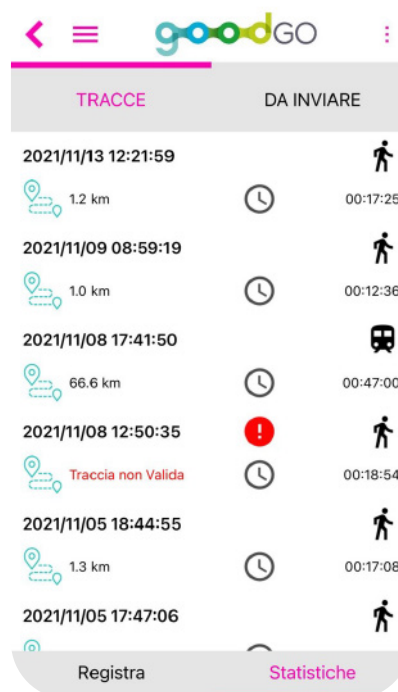 goodGO
TRACCE DA INVIARE
2021/11/13 12:21:59
1.2 km 00:17:25
2021/11/09 08:59:19
1.0 km 00:12:36
2021/11/08 17:41:50
66.6 km 00:47:00
2021/11/08 12:50:35
Traccia non Valida 00:18:54
2021/11/05 18:44:55
1.3 km 00:17:08
2021/11/05 17:47:06
Registra Statistiche